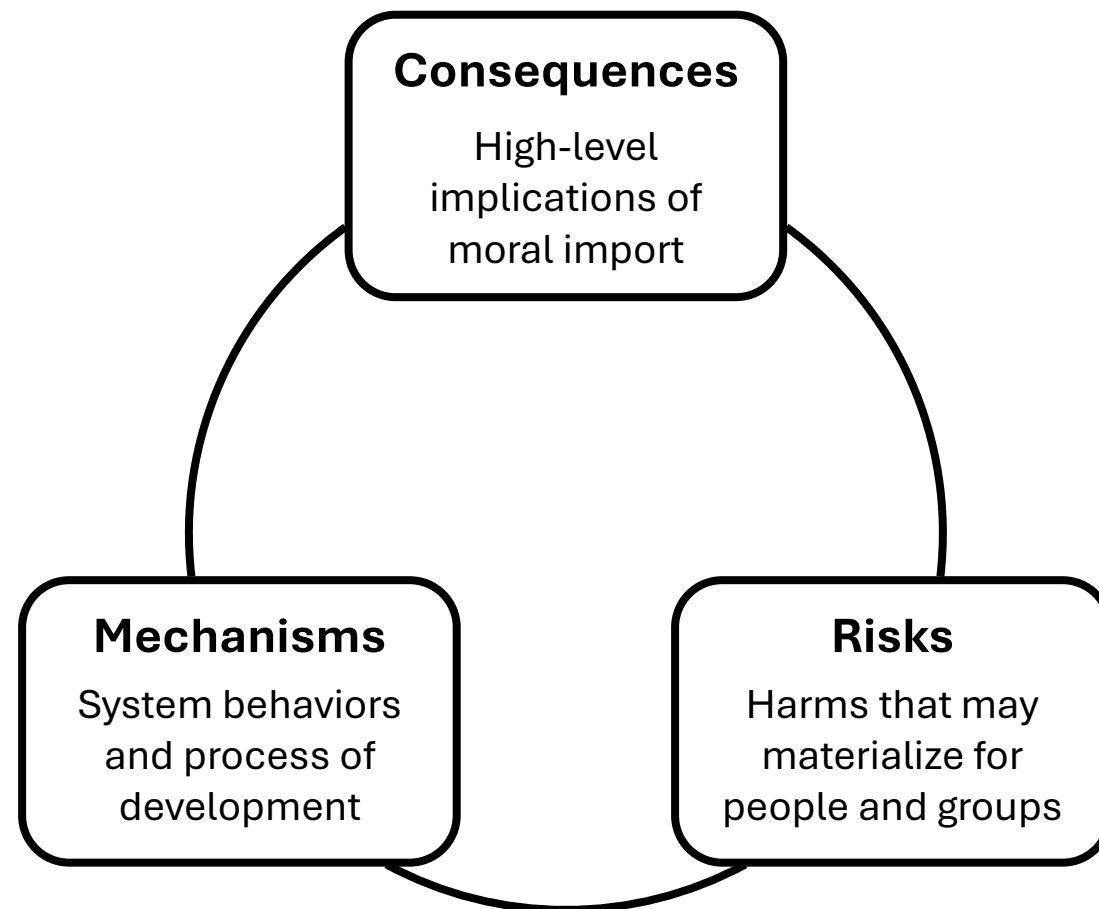 Consequences
High-level
implications of
moral import
Mechanisms
System behaviors
and process of
development
Risks
Harms that may
materialize for
people and groups